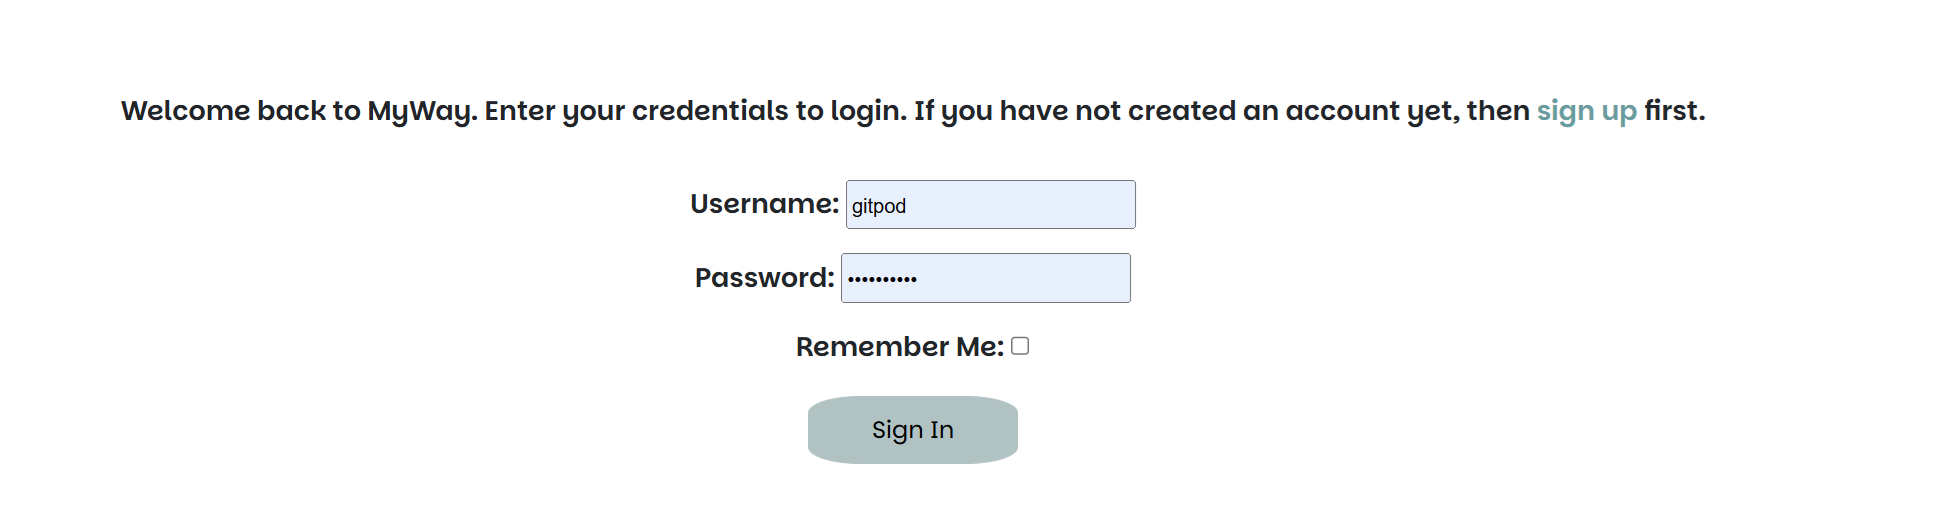 Welcome back to MyWay. Enter your credentials to login. If you have not created an account yet, then sign up first.
Username: gitpod
Password: ••••••••••
Remember Me:
Sign In